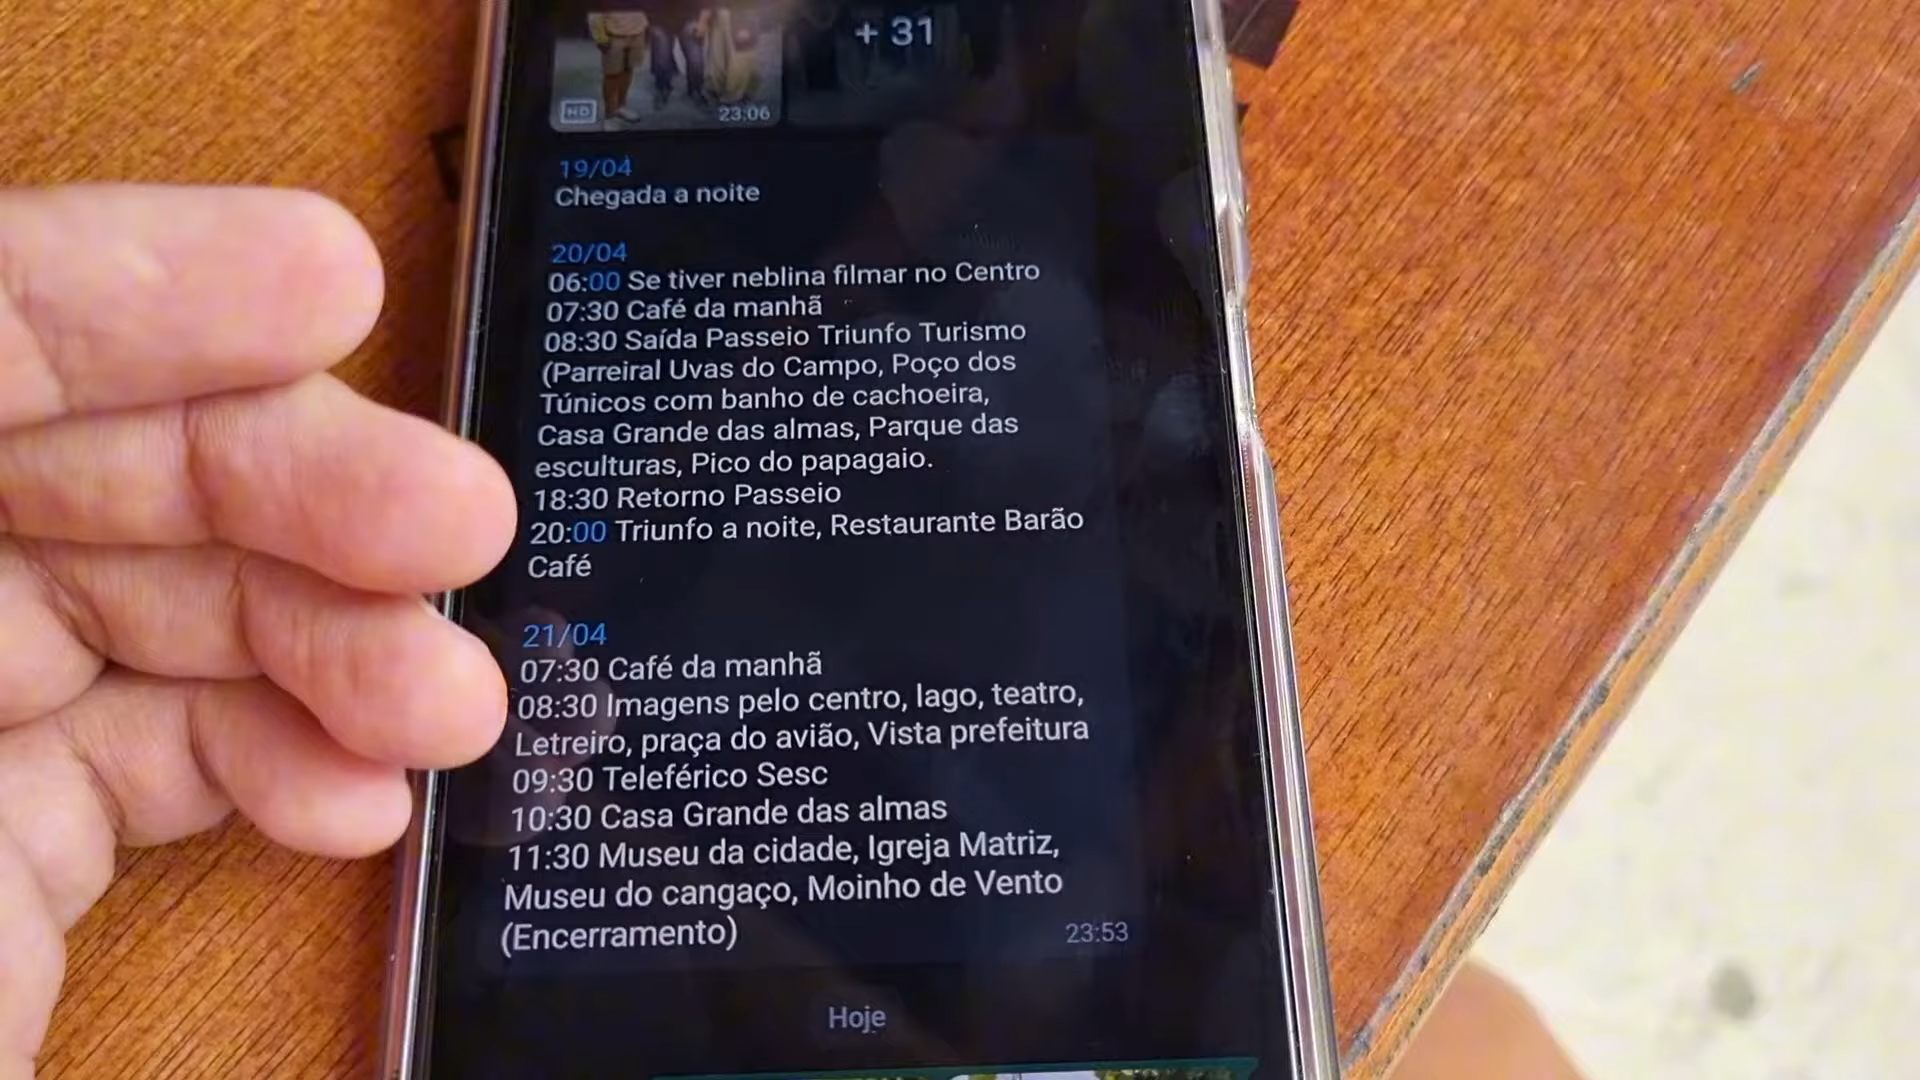 + 31
HD
23:06
19/04
Chegada a noite
20/04
06:00 Se tiver neblina filmar no Centro
07:30 Café da manhã
08:30 Saída Passeio Triunfo Turismo
(Parreiral Uvas do Campo, Poço dos
Túnicos com banho de cachoeira,
Casa Grande das almas, Parque das
esculturas, Pico do papagaio.
18:30 Retorno Passeio
20:00 Triunfo a noite, Restaurante Barão
Café
21/04
07:30 Café da manhã
08:30 Imagens pelo centro, lago, teatro,
Letreiro, praça do avião, Vista prefeitura
09:30 Teleférico Sesc
10:30 Casa Grande das almas
11:30 Museu da cidade, Igreja Matriz,
Museu do cangaço, Moinho de Vento
(Encerramento)
23:53
Hoje